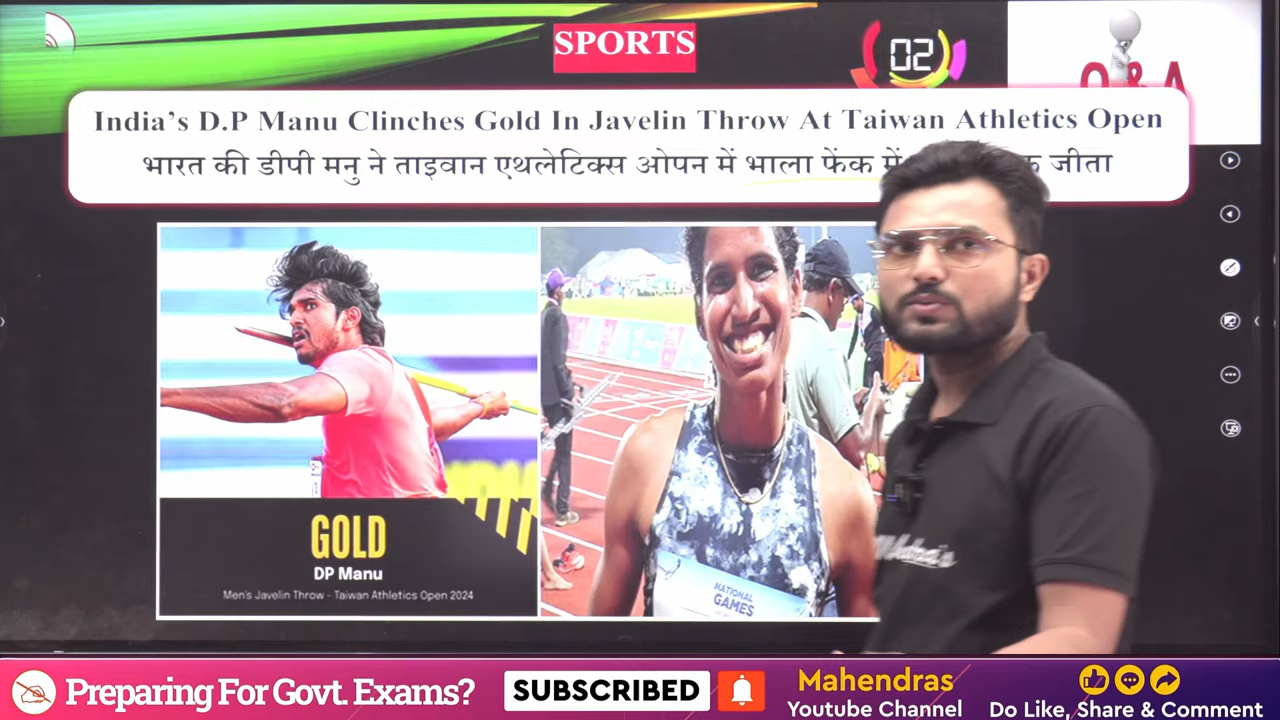 SPORTS
02
Q & A
India's D.P Manu Clinches Gold In Javelin Throw At Taiwan Athletics Open
भारत की डीपी मनु ने ताइवान एथलेटिक्स ओपन में भाला फेंक में क जीता
GOLD
DP Manu
Men's Javelin Throw - Taiwan Athletics Open 2024
NATIONAL
GAMES
Preparing For Govt. Exams?
SUBSCRIBED
Mahendras
Youtube Channel
Do Like, Share & Comment